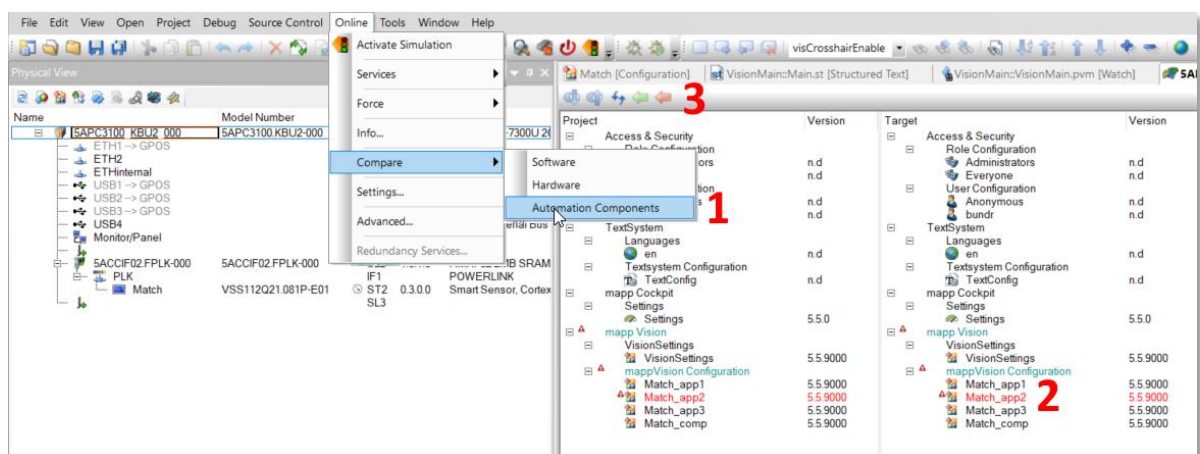 File Edit View Open Project Debug Source Control Online Tools Window Help
visCrosshairEnable
Activate Simulation
Services
Force
Info...
Compare
Settings...
Advanced...
Redundancy Services...
Software
Hardware
Automation Components
1
2
3
Physical View
Name Model Number
5APC3100_KBU2_000 5APC3100.KBU2-000 -7300U
ETH1 -> GPOS
ETH2
ETHinternal
USB1 -> GPOS
USB2 -> GPOS
USB3 -> GPOS
USB4
Monitor/Panel
5ACCIF02.FPLK-000 5ACCIF02.FPLK-000 SRAM
PLK IF1 POWERLINK
Match VSS112Q21.081P-E01 ST2 0.3.0.0 Smart Sensor, Cortex
SL3
Match [Configuration] VisionMain::Main.st [Structured Text] VisionMain::VisionMain.pvm [Watch] 5A
Project Version Target Version
Access & Security Access & Security
Role Configuration Role Configuration
ors n.d Administrators n.d
n.d Everyone n.d
tion User Configuration
s n.d Anonymous n.d
n.d bundr n.d
TextSystem TextSystem
Languages Languages
en n.d en n.d
Textsystem Configuration Textsystem Configuration
TextConfig n.d TextConfig n.d
mapp Cockpit mapp Cockpit
Settings Settings
Settings 5.5.0 Settings 5.5.0
mapp Vision mapp Vision
VisionSettings VisionSettings
VisionSettings 5.5.9000 VisionSettings 5.5.9000
mappVision Configuration mappVision Configuration
Match_app1 5.5.9000 Match_app1 5.5.9000
Match_app2 5.5.9000 Match_app2 5.5.9000
Match_app3 5.5.9000 Match_app3 5.5.9000
Match_comp 5.5.9000 Match_comp 5.5.9000